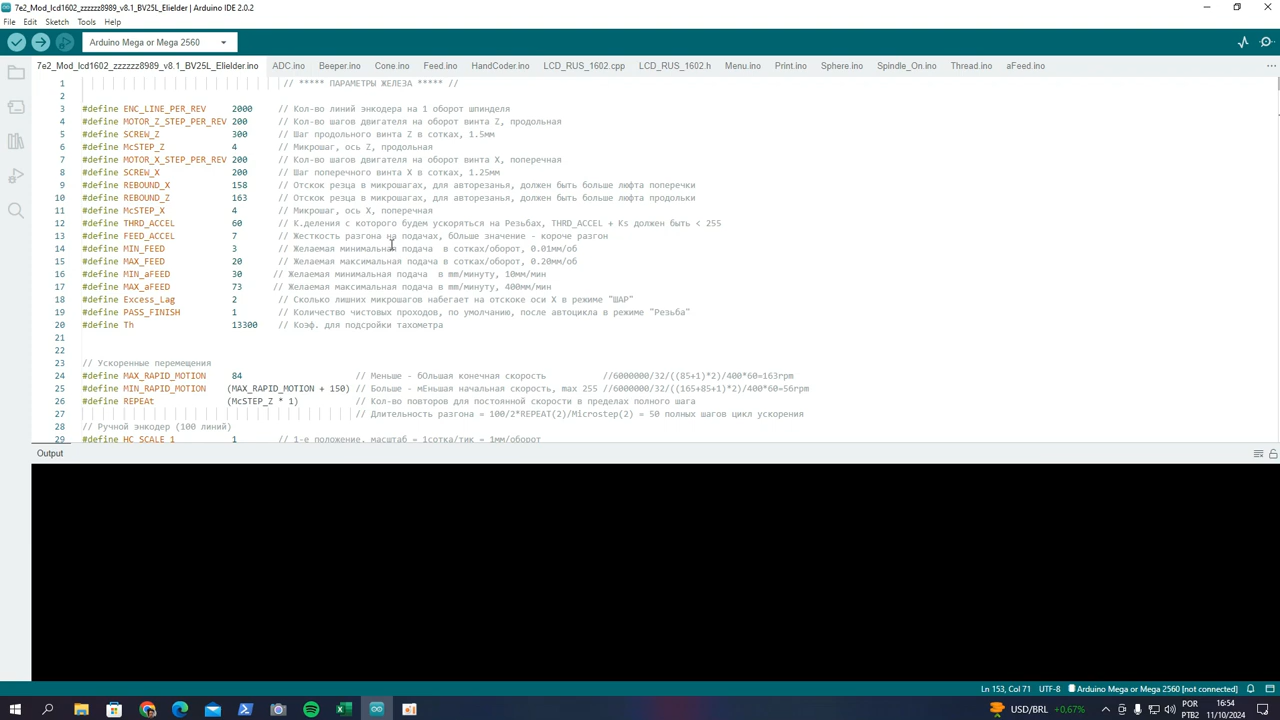 7e2_Mod_lcd1602_zzzzzz8989_v8.1_BV25L_Elielder | Arduino IDE 2.0.2
File Edit Sketch Tools Help
Arduino Mega or Mega 2560
7e2_Mod_lcd1602_zzzzzz8989_v8.1_BV25L_Elielder.ino ADC.ino Beeper.ino Cone.ino Feed.ino HandCoder.ino LCD_RUS_1602.cpp LCD_RUS_1602.h Menu.ino Print.ino Sphere.ino Spindle_On.ino Thread.ino aFeed.ino ...
1 // ***** ПАРАМЕТРЫ ЖЕЛЕЗА ***** //
2
3 #define ENC_LINE_PER_REV 2000 // Кол-во линий энкодера на 1 оборот шпинделя
4 #define MOTOR_Z_STEP_PER_REV 200 // Кол-во шагов двигателя на оборот винта Z, продольная
5 #define SCREW_Z 300 // Шаг продольного винта Z в сотках, 1.5мм
6 #define McSTEP_Z 4 // Микрошаг, ось Z, продольная
7 #define MOTOR_X_STEP_PER_REV 200 // Кол-во шагов двигателя на оборот винта X, поперечная
8 #define SCREW_X 200 // Шаг поперечного винта X в сотках, 1.25мм
9 #define REBOUND_X 158 // Отскок резца в микрошагах, для авторезанья, должен быть больше люфта поперечки
10 #define REBOUND_Z 163 // Отскок резца в микрошагах, для авторезанья, должен быть больше люфта продольки
11 #define McSTEP_X 4 // Микрошаг, ось X, поперечная
12 #define THRD_ACCEL 60 // К.деления с которого будем ускоряться на Резьбах, THRD_ACCEL + Ks должен быть < 255
13 #define FEED_ACCEL 7 // Жесткость разгона на подачах, бОльше значение - короче разгон
14 #define MIN_FEED 3 // Желаемая минимальная подача в сотках/оборот, 0.01мм/об
15 #define MAX_FEED 20 // Желаемая максимальная подача в сотках/оборот, 0.20мм/об
16 #define MIN_aFEED 30 // Желаемая минимальная подача в mm/минуту, 10мм/мин
17 #define MAX_aFEED 73 // Желаемая максимальная подача в mm/минуту, 400мм/мин
18 #define Excess_Lag 2 // Сколько лишних микрошагов набегает на отскоке оси X в режиме "ШАР"
19 #define PASS_FINISH 1 // Количество чистовых проходов, по умолчанию, после автоцикла в режиме "Резьба"
20 #define Th 13300 // Коэф. для подсройки тахометра
21
22
23 // Ускоренные перемещения
24 #define MAX_RAPID_MOTION 84 // Меньше - бОльшая конечная скорость //6000000/32/((85+1)*2)/400*60=163rpm
25 #define MIN_RAPID_MOTION (MAX_RAPID_MOTION + 150) // Больше - мЕньшая начальная скорость, max 255 //6000000/32/((165+85+1)*2)/400*60=56rpm
26 #define REPEAt (McSTEP_Z * 1) // Кол-во повторов для постоянной скорости в пределах полного шага
27 // Длительность разгона = 100/2*REPEAT(2)/Microstep(2) = 50 полных шагов цикл ускорения
28 // Ручной энкодер (100 линий)
29 #define HC_SCALE_1 1 // 1-е положение, масштаб = 1сотка/тик = 1мм/оборот
Output
Ln 153, Col 71 UTF-8 Arduino Mega or Mega 2560 [not connected]
USD/BRL +0,67% POR 16:54
PTB2 11/10/2024